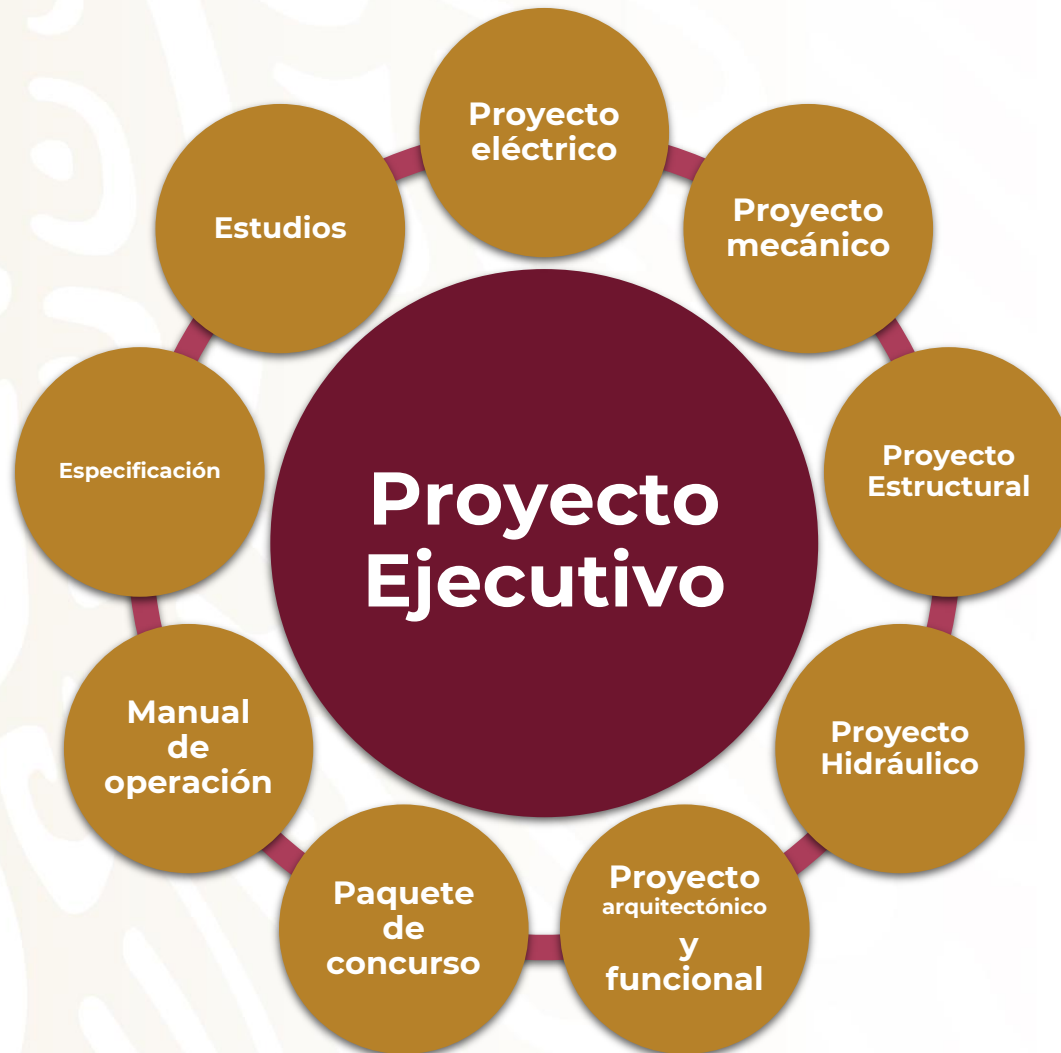 Proyecto
eléctrico
Proyecto
mecánico
Proyecto
Estructural
Proyecto
Hidráulico
Proyecto
arquitectónico
y
funcional
Paquete
de
concurso
Manual
de
operación
Especificación
Estudios
Proyecto
Ejecutivo